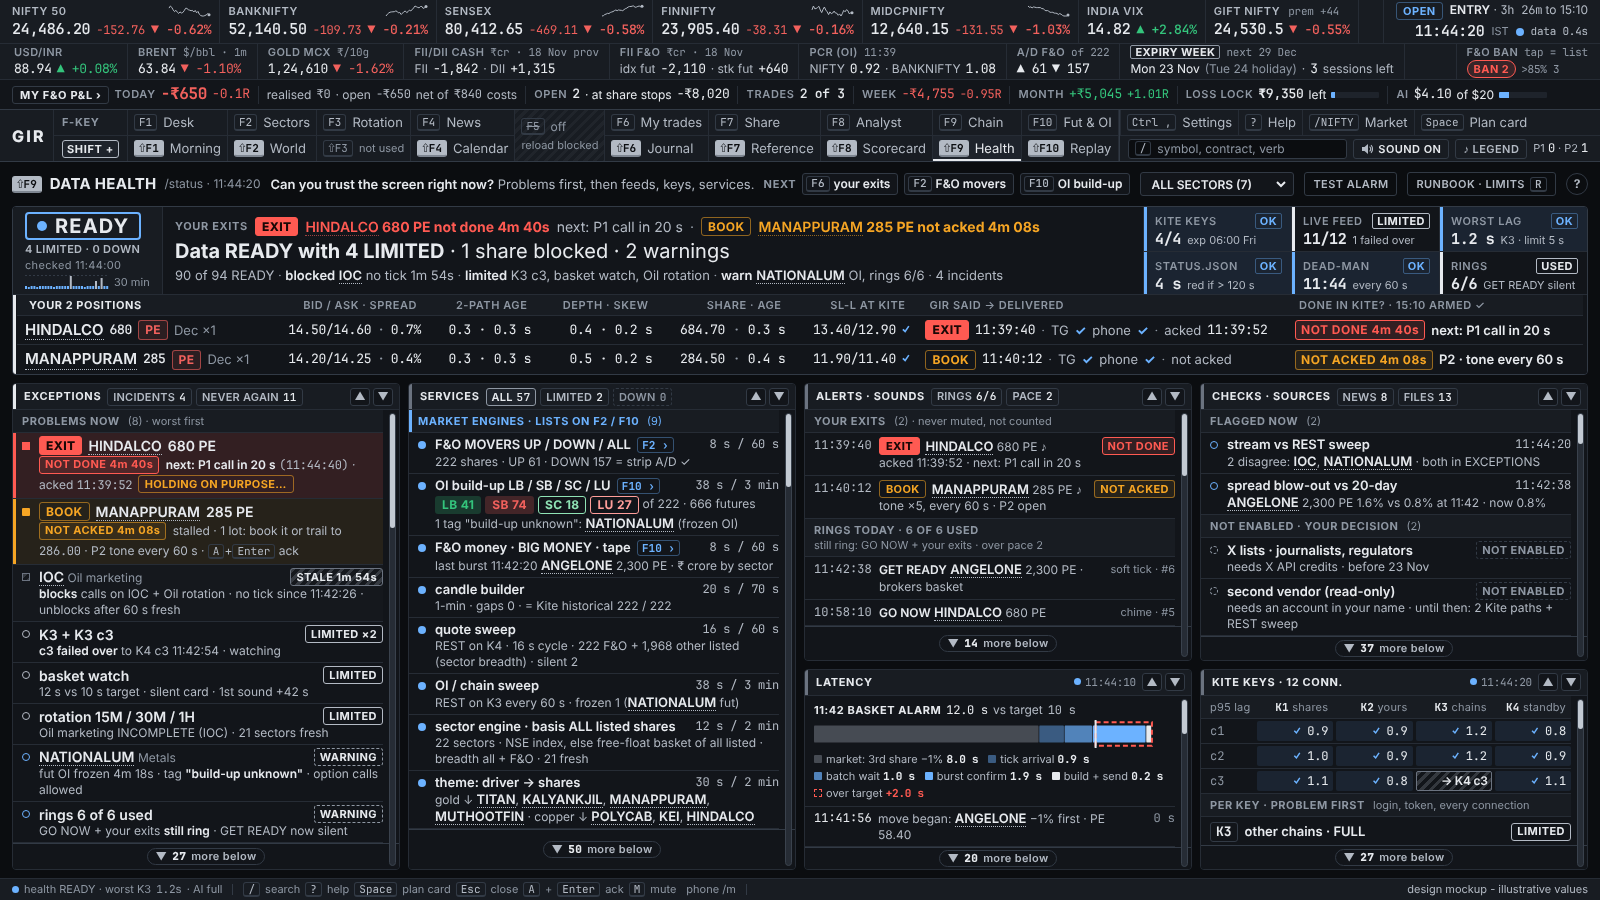 NIFTY 50
24,486.20 -152.76 ▼ -0.62%
BANKNIFTY
52,140.50 -109.73 ▼ -0.21%
SENSEX
80,412.65 -469.11 ▼ -0.58%
FINNIFTY
23,905.40 -38.31 ▼ -0.16%
MIDCPNIFTY
12,640.15 -131.55 ▼ -1.03%
INDIA VIX
14.82 ▲ +2.84%
GIFT NIFTY prem +44
24,530.5 ▼ -0.55%
OPEN ENTRY · 3h 26m to 15:10
11:44:20 IST ● data 0.4s
USD/INR
88.94 ▲ +0.08%
BRENT $/bbl · 1m
63.84 ▼ -1.10%
GOLD MCX ₹/10g
1,24,610 ▼ -1.62%
FII/DII CASH ₹cr · 18 Nov prov
FII -1,842 · DII +1,315
FII F&O ₹cr · 18 Nov
idx fut -2,110 · stk fut +640
PCR (OI) 11:39
NIFTY 0.92 · BANKNIFTY 1.08
A/D F&O of 222
▲ 61 ▼ 157
EXPIRY WEEK next 29 Dec
Mon 23 Nov (Tue 24 holiday) · 3 sessions left
F&O BAN tap = list
BAN 2 >85% 3
MY F&O P&L › TODAY -₹650 -0.1R realised ₹0 · open -₹650 net of ₹840 costs OPEN 2 · at share stops -₹8,020 TRADES 2 of 3 WEEK -₹4,755 -0.95R MONTH +₹5,045 +1.01R LOSS LOCK ₹9,350 left AI $4.10 of $20
GIR
F-KEY F1 Desk F2 Sectors F3 Rotation F4 News F5 off F6 My trades F7 Share F8 Analyst F9 Chain F10 Fut & OI Ctrl , Settings ? Help /NIFTY Market Space Plan card
SHIFT + ⇧F1 Morning ⇧F2 World ⇧F3 not used ⇧F4 Calendar reload blocked ⇧F6 Journal ⇧F7 Reference ⇧F8 Scorecard ⇧F9 Health ⇧F10 Replay / symbol, contract, verb SOUND ON ♪ LEGEND P1 0 · P2 1
⇧F9 DATA HEALTH /status · 11:44:20 Can you trust the screen right now? Problems first, then feeds, keys, services. NEXT F6 your exits F2 F&O movers F10 OI build-up ALL SECTORS (7) TEST ALARM RUNBOOK · LIMITS R ?
● READY
4 LIMITED · 0 DOWN
checked 11:44:00
30 min
YOUR EXITS EXIT HINDALCO 680 PE not done 4m 40s next: P1 call in 20 s · BOOK MANAPPURAM 285 PE not acked 4m 08s
Data READY with 4 LIMITED · 1 share blocked · 2 warnings
90 of 94 READY · blocked IOC no tick 1m 54s · limited K3 c3, basket watch, Oil rotation · warn NATIONALUM OI, rings 6/6 · 4 incidents
KITE KEYS OK
4/4 exp 06:00 Fri
LIVE FEED LIMITED
11/12 1 failed over
WORST LAG OK
1.2 s K3 · limit 5 s
STATUS.JSON OK
4 s red if > 120 s
DEAD-MAN OK
11:44 every 60 s
RINGS USED
6/6 GET READY silent
YOUR 2 POSITIONS BID / ASK · SPREAD 2-PATH AGE DEPTH · SKEW SHARE · AGE SL-L AT KITE GIR SAID → DELIVERED DONE IN KITE? · 15:10 ARMED ✓
HINDALCO 680 PE Dec ×1 14.50/14.60 · 0.7% 0.3 · 0.3 s 0.4 · 0.2 s 684.70 · 0.3 s 13.40/12.90 ✓ EXIT 11:39:40 · TG ✓ phone ✓ · acked 11:39:52 NOT DONE 4m 40s next: P1 call in 20 s
MANAPPURAM 285 PE Dec ×1 14.20/14.25 · 0.4% 0.3 · 0.3 s 0.5 · 0.2 s 284.50 · 0.4 s 11.90/11.40 ✓ BOOK 11:40:12 · TG ✓ phone ✓ · not acked NOT ACKED 4m 08s P2 · tone every 60 s
EXCEPTIONS INCIDENTS 4 NEVER AGAIN 11 ▲ ▼
PROBLEMS NOW (8) · worst first
EXIT HINDALCO 680 PE
NOT DONE 4m 40s next: P1 call in 20 s (11:44:40) ·
acked 11:39:52 HOLDING ON PURPOSE...
BOOK MANAPPURAM 285 PE
NOT ACKED 4m 08s stalled · 1 lot: book it or trail to
286.00 · P2 tone every 60 s · A + Enter ack
IOC Oil marketing STALE 1m 54s
blocks calls on IOC + Oil rotation · no tick since 11:42:26 ·
unblocks after 60 s fresh
K3 + K3 c3 LIMITED ×2
c3 failed over to K4 c3 11:42:54 · watching
basket watch LIMITED
12 s vs 10 s target · silent card · 1st sound +42 s
rotation 15M / 30M / 1H LIMITED
Oil marketing INCOMPLETE (IOC) · 21 sectors fresh
NATIONALUM Metals WARNING
fut OI frozen 4m 18s · tag "build-up unknown" · option calls
allowed
rings 6 of 6 used WARNING
GO NOW + your exits still ring · GET READY now silent
▼ 27 more below
SERVICES ALL 57 LIMITED 2 DOWN 0 ▲ ▼
MARKET ENGINES · LISTS ON F2 / F10 (9)
F&O MOVERS UP / DOWN / ALL F2 › 8 s / 60 s
222 shares · UP 61 · DOWN 157 = strip A/D ✓
OI build-up LB / SB / SC / LU F10 › 38 s / 3 min
LB 41 SB 74 SC 18 LU 27 of 222 · 666 futures
1 tag "build-up unknown": NATIONALUM (frozen OI)
F&O money · BIG MONEY · tape F10 › 8 s / 60 s
last burst 11:42:20 ANGELONE 2,300 PE · ₹ crore by sector
candle builder 20 s / 70 s
1-min · gaps 0 · = Kite historical 222 / 222
quote sweep 16 s / 60 s
REST on K4 · 16 s cycle · 222 F&O + 1,968 other listed
(sector breadth) · silent 2
OI / chain sweep 38 s / 3 min
REST on K3 every 60 s · frozen 1 (NATIONALUM fut)
sector engine · basis ALL listed shares 12 s / 2 min
22 sectors · NSE index, else free-float basket of all listed ·
breadth all + F&O · 21 fresh
theme: driver → shares 30 s / 2 min
gold ↓ TITAN, KALYANKJIL, MANAPPURAM,
MUTHOOTFIN · copper ↓ POLYCAB, KEI, HINDALCO
▼ 50 more below
ALERTS · SOUNDS RINGS 6/6 PACE 2 ▲ ▼
YOUR EXITS (2) · never muted, not counted
11:39:40 EXIT HINDALCO 680 PE ♪ NOT DONE
acked 11:39:52 · next: P1 call in 20 s
11:40:12 BOOK MANAPPURAM 285 PE ♪ NOT ACKED
tone ×5, every 60 s · P2 open
RINGS TODAY · 6 OF 6 USED
still ring: GO NOW + your exits · over pace 2
11:42:38 GET READY ANGELONE 2,300 PE · soft tick · #6
brokers basket
10:58:10 GO NOW HINDALCO 680 PE chime · #5
▼ 14 more below
LATENCY ● 11:44:10 ▲ ▼
11:42 BASKET ALARM 12.0 s vs target 10 s
market: 3rd share −1% 8.0 s tick arrival 0.9 s
batch wait 1.0 s burst confirm 1.9 s build + send 0.2 s
over target +2.0 s
11:41:56 move began: ANGELONE −1% first · PE 0 s
58.40
▼ 20 more below
CHECKS · SOURCES NEWS 8 FILES 13 ▲ ▼
FLAGGED NOW (2)
stream vs REST sweep 11:44:20
2 disagree: IOC, NATIONALUM · both in EXCEPTIONS
spread blow-out vs 20-day 11:42:38
ANGELONE 2,300 PE 1.6% vs 0.8% at 11:42 · now 0.8%
NOT ENABLED · YOUR DECISION (2)
X lists · journalists, regulators NOT ENABLED
needs X API credits · before 23 Nov
second vendor (read-only) NOT ENABLED
needs an account in your name · until then: 2 Kite paths +
REST sweep
▼ 37 more below
KITE KEYS · 12 CONN. ● 11:44:20 ▲ ▼
p95 lag K1 shares K2 yours K3 chains K4 standby
c1 ✓ 0.9 ✓ 0.9 ✓ 1.2 ✓ 0.8
c2 ✓ 1.0 ✓ 0.9 ✓ 1.2 ✓ 0.9
c3 ✓ 1.1 ✓ 0.8 → K4 c3 ✓ 1.1
PER KEY · PROBLEM FIRST login, token, every connection
K3 other chains · FULL LIMITED
▼ 27 more below
● health READY · worst K3 1.2s · AI full / search ? help Space plan card Esc close A + Enter ack M mute phone /m design mockup - illustrative values